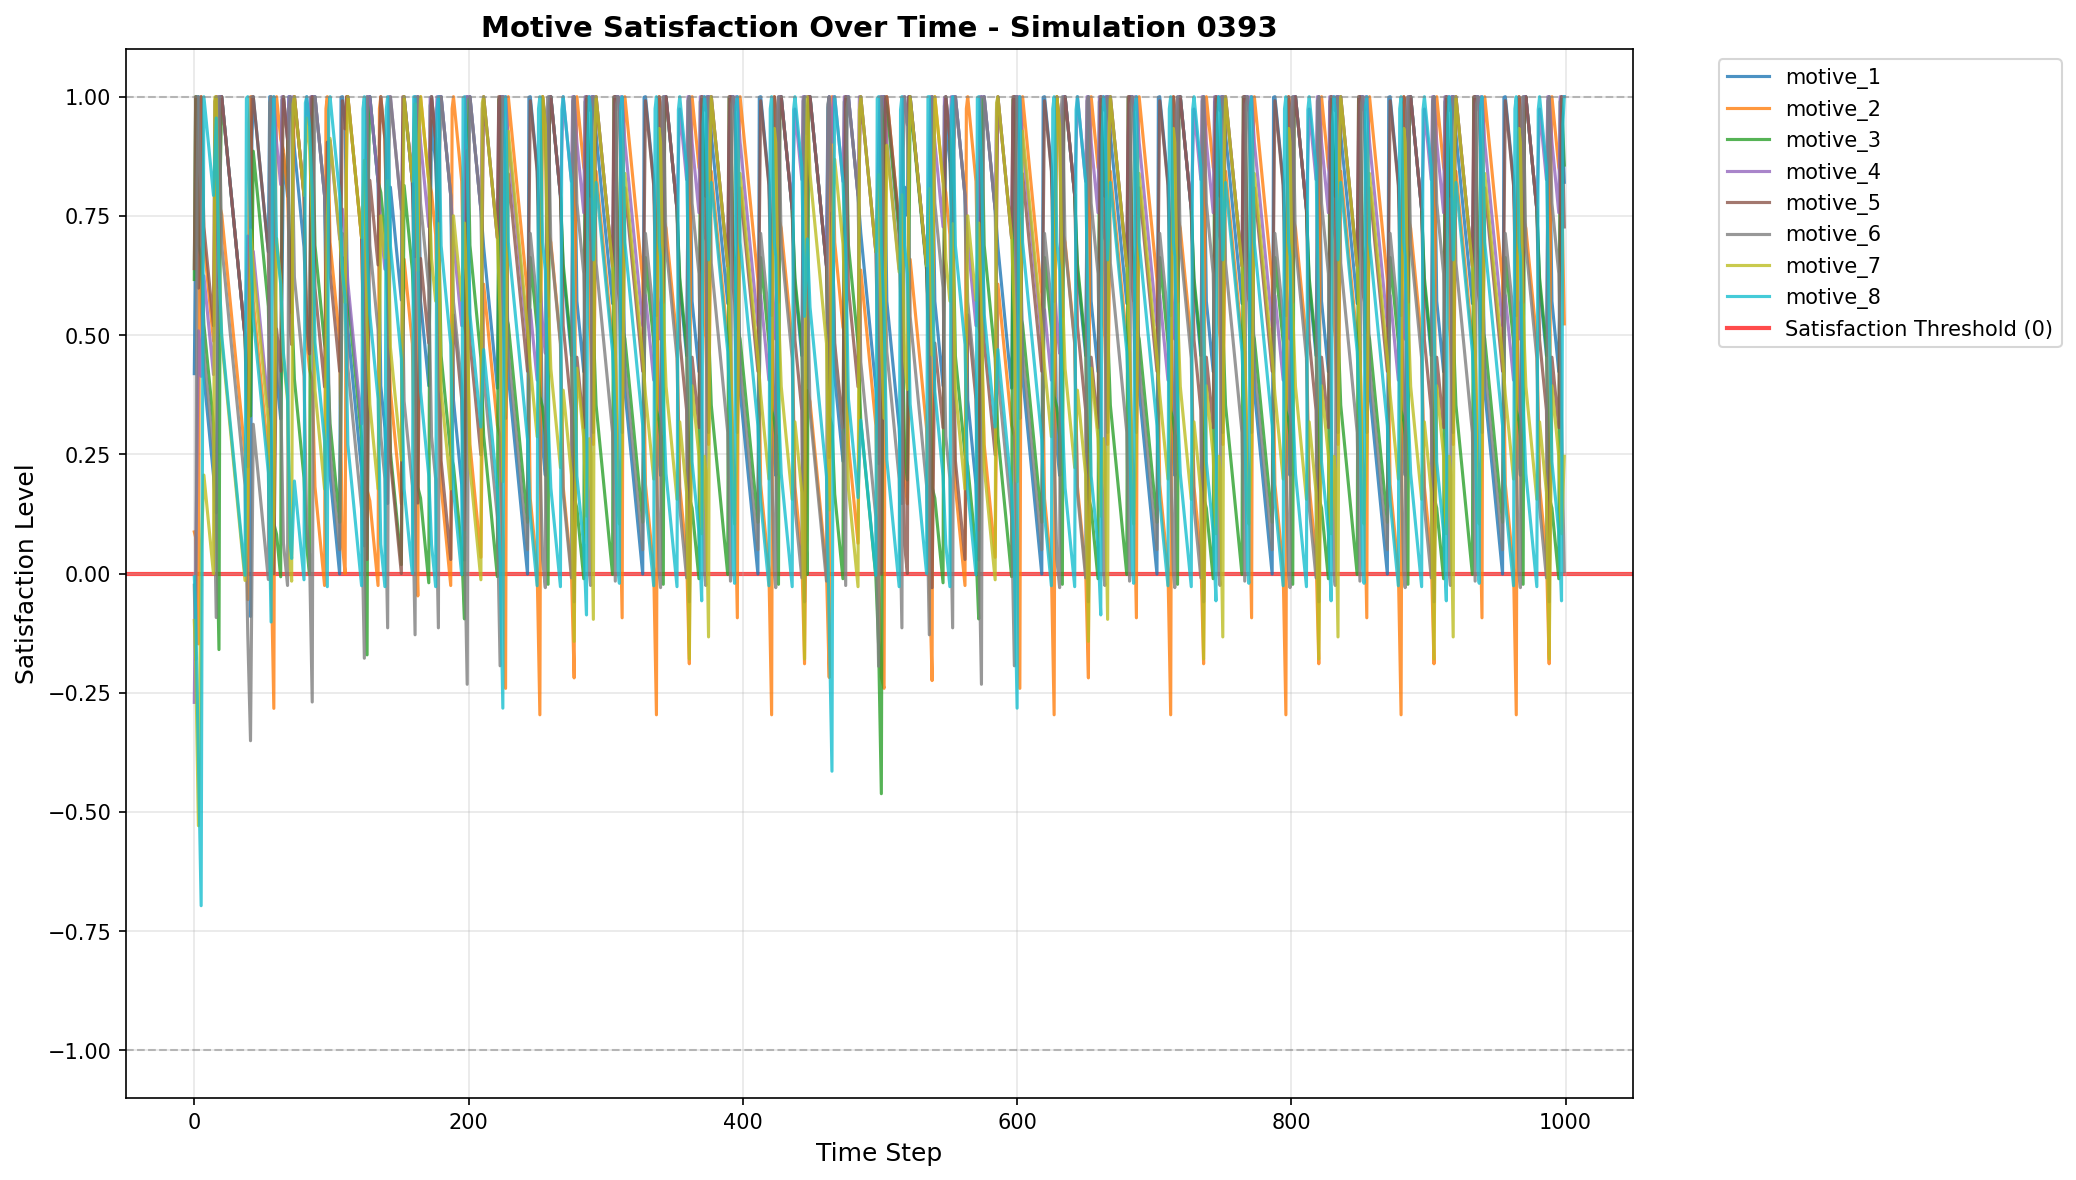 Motive Satisfaction Over Time - Simulation 0393
1.00
0.75
0.50
0.25
0.00
−0.25
−0.50
−0.75
−1.00
Satisfaction Level
0
200
400
600
800
1000
Time Step
motive_1
motive_2
motive_3
motive_4
motive_5
motive_6
motive_7
motive_8
Satisfaction Threshold (0)